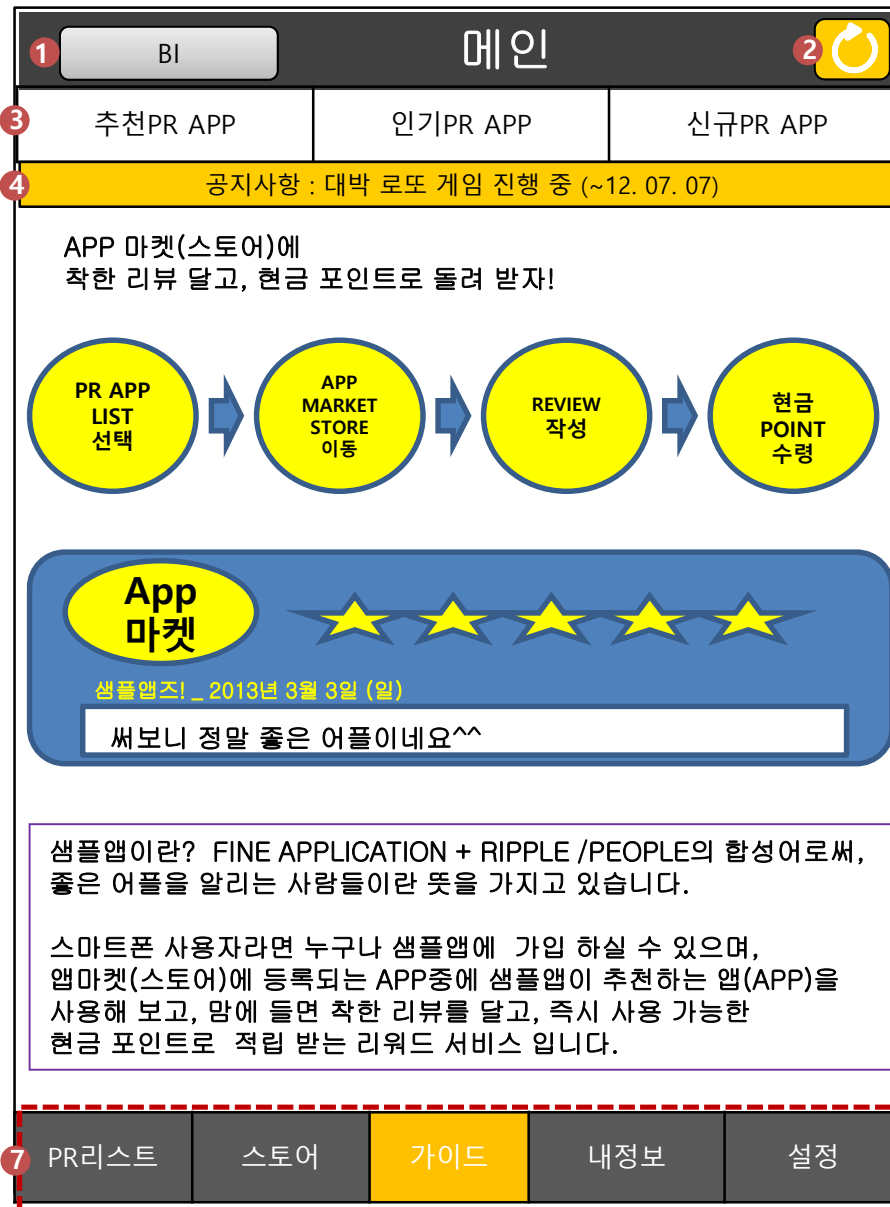 1
BI
메인
2
3
추천PR APP
인기PR APP
신규PR APP
4
공지사항 : 대박 로또 게임 진행 중 (~12. 07. 07)
APP 마켓(스토어)에
착한 리뷰 달고, 현금 포인트로 돌려 받자!
PR APP
LIST
선택
APP
MARKET
STORE
이동
REVIEW
작성
현금
POINT
수령
App
마켓
샘플앱즈! _ 2013년 3월 3일 (일)
써보니 정말 좋은 어플이네요^^
샘플앱이란? FINE APPLICATION + RIPPLE /PEOPLE의 합성어로써,
좋은 어플을 알리는 사람들이란 뜻을 가지고 있습니다.
스마트폰 사용자라면 누구나 샘플앱에 가입 하실 수 있으며,
앱마켓(스토어)에 등록되는 APP중에 샘플앱이 추천하는 앱(APP)을
사용해 보고, 맘에 들면 착한 리뷰를 달고, 즉시 사용 가능한
현금 포인트로 적립 받는 리워드 서비스 입니다.
7
PR리스트
스토어
가이드
내정보
설정